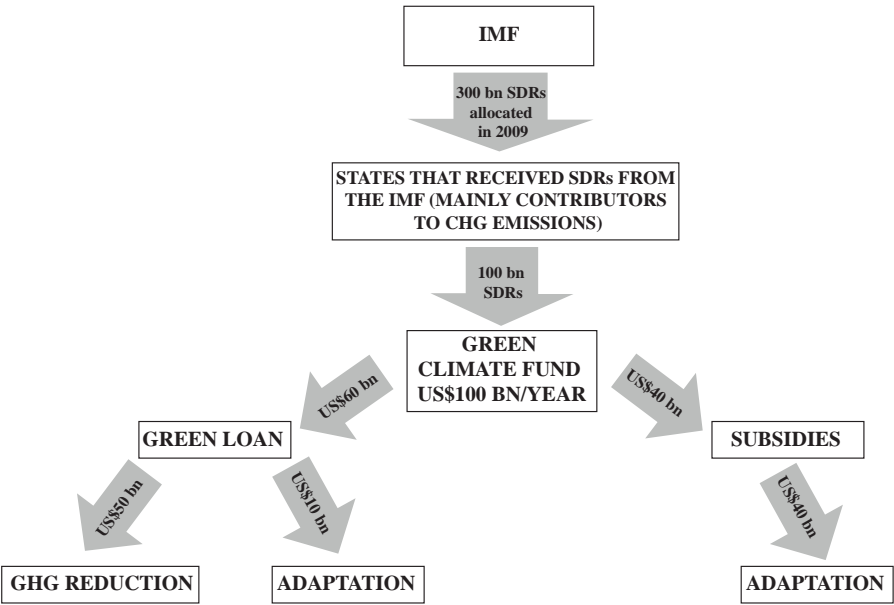 IMF
300 bn SDRs
allocated
in 2009
STATES THAT RECEIVED SDRs FROM
THE IMF (MAINLY CONTRIBUTORS
TO CHG EMISSIONS)
100 bn
SDRs
GREEN
CLIMATE FUND
US$100 BN/YEAR
US$60 bn
US$40 bn
GREEN LOAN
SUBSIDIES
US$50 bn
US$10 bn
US$40 bn
GHG REDUCTION
ADAPTATION
ADAPTATION